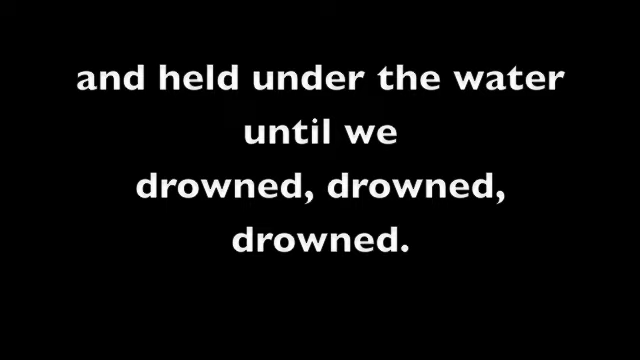 and held under the water
until we
drowned, drowned,
drowned.